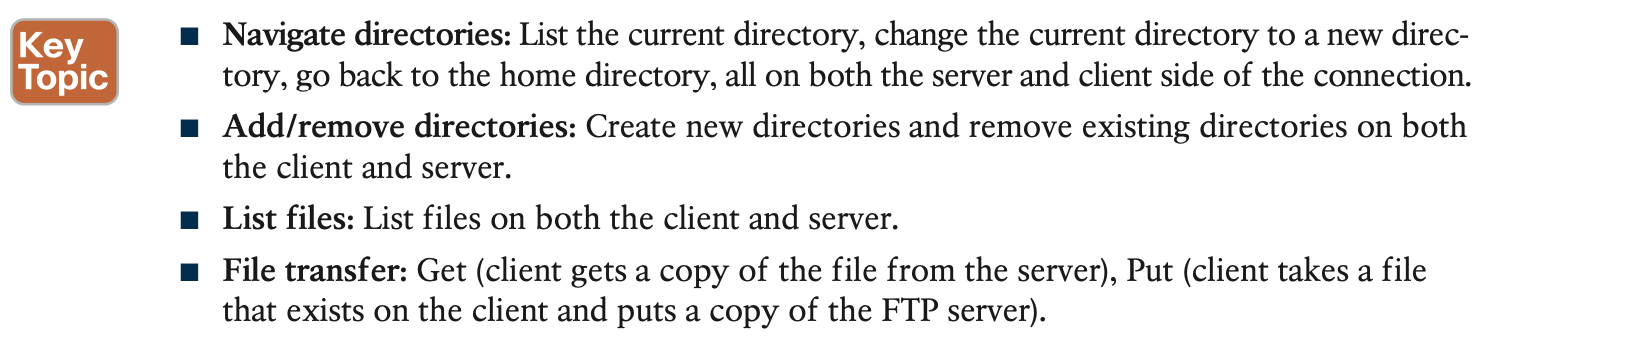 Key
Topic
■ Navigate directories: List the current directory, change the current directory to a new direc-
tory, go back to the home directory, all on both the server and client side of the connection.
■ Add/remove directories: Create new directories and remove existing directories on both
the client and server.
■ List files: List files on both the client and server.
■ File transfer: Get (client gets a copy of the file from the server), Put (client takes a file
that exists on the client and puts a copy of the FTP server).